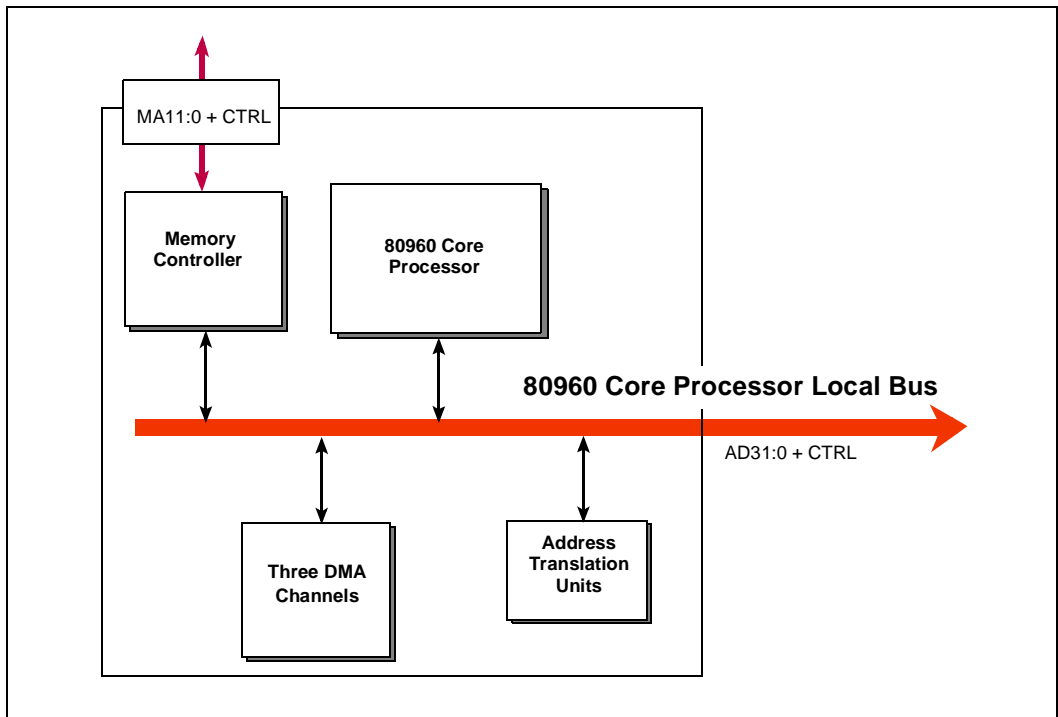 MA11:0 + CTRL
Memory
Controller
80960 Core
Processor
80960 Core Processor Local Bus
AD31:0 + CTRL
Three DMA
Channels
Address
Translation
Units